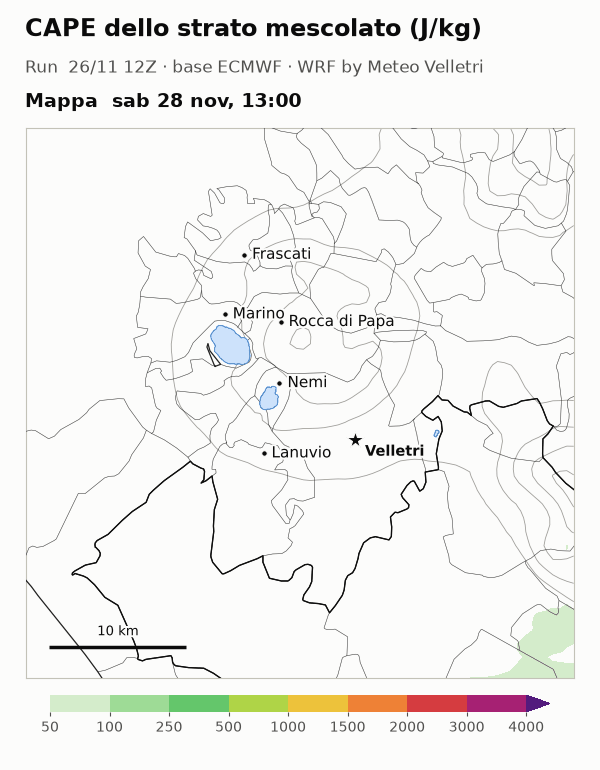 CAPE dello strato mescolato (J/kg)
Run  26/11 12Z · base ECMWF · WRF by Meteo Velletri
Mappa  sab 28 nov, 13:00
Frascati
Marino
Rocca di Papa
Nemi
Velletri
Lanuvio
10 km
50 100 250 500 1000 1500 2000 3000 4000